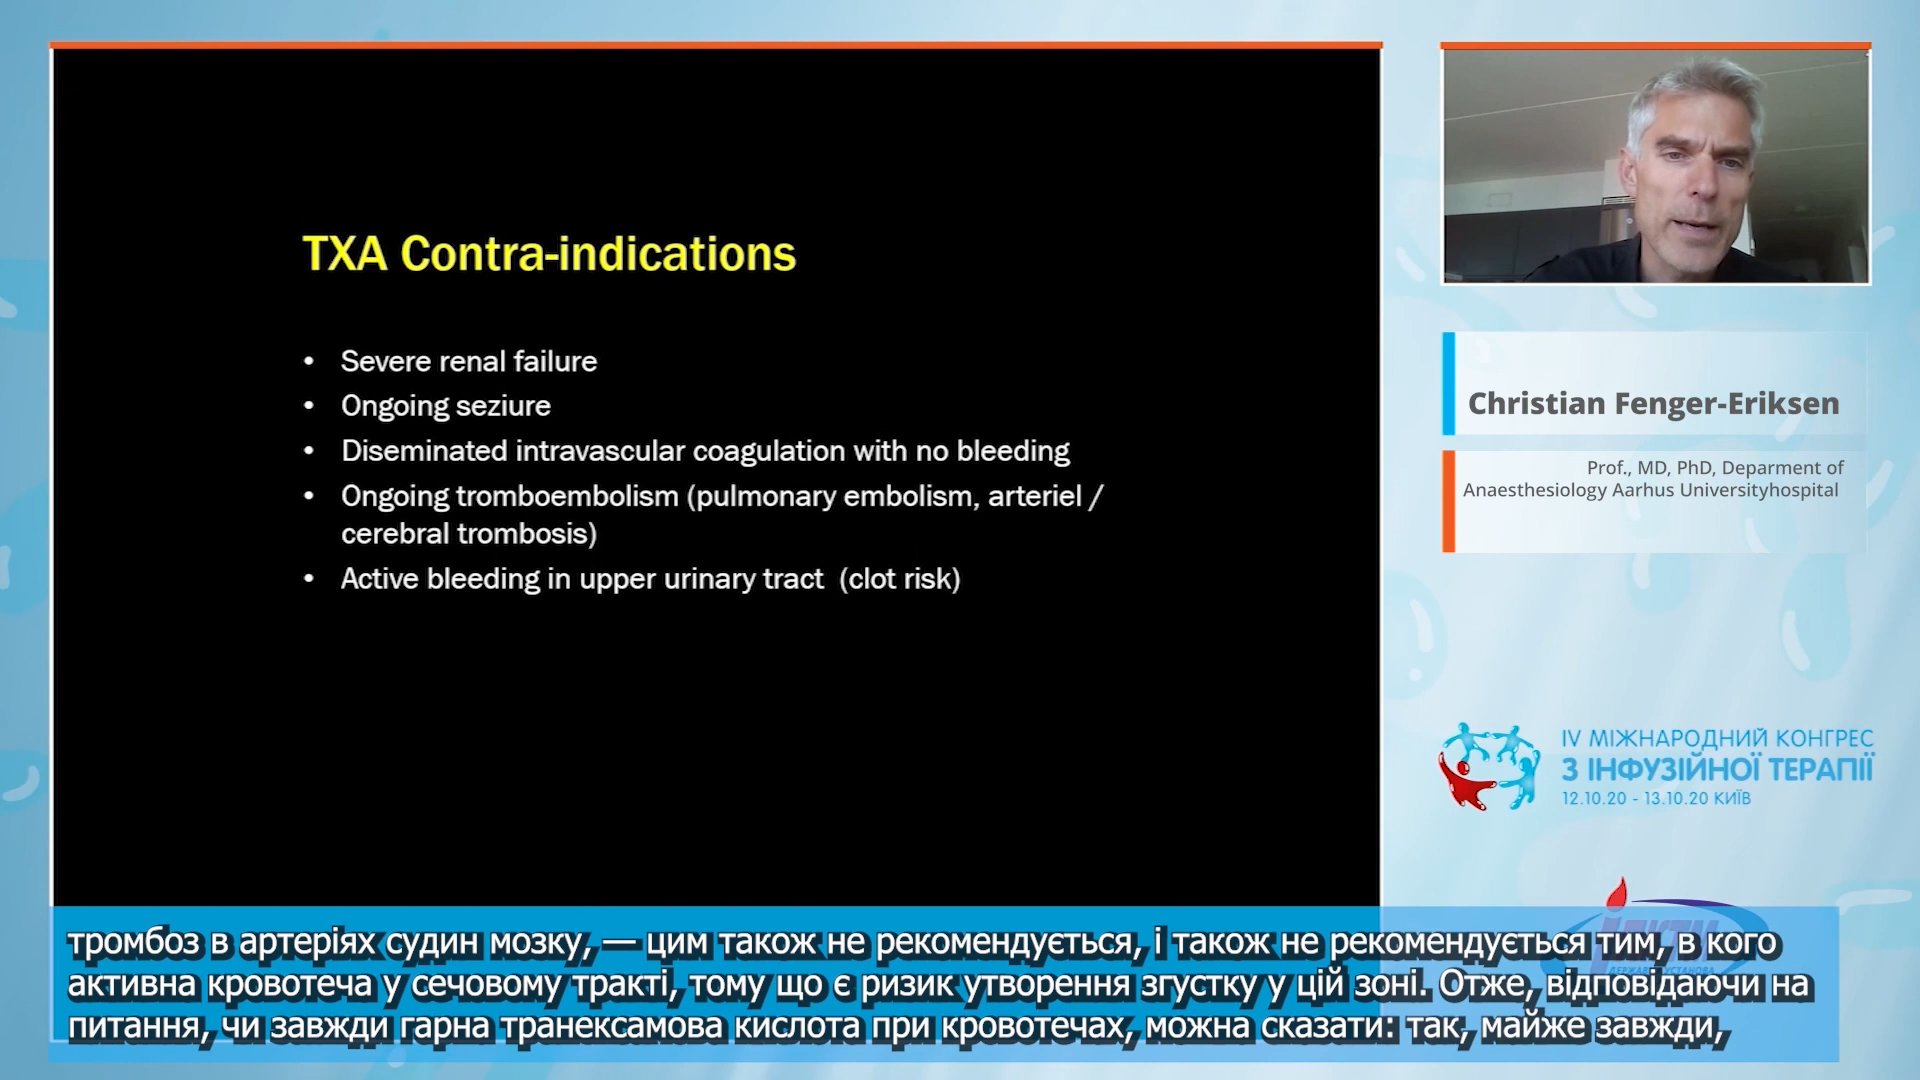 TXA Contra-indications
• Severe renal failure
• Ongoing seziure
• Diseminated intravascular coagulation with no bleeding
• Ongoing tromboembolism (pulmonary embolism, arteriel /
cerebral trombosis)
• Active bleeding in upper urinary tract (clot risk)
Christian Fenger-Eriksen
Prof., MD, PhD, Deparment of
Anaesthesiology Aarhus Universityhospital
IV МІЖНАРОДНИЙ КОНГРЕС
З ІНФУЗІЙНОЇ ТЕРАПІЇ
12.10.20 - 13.10.20 КИЇВ
тромбоз в артеріях судин мозку, — цим також не рекомендується, і також не рекомендується тим, в кого
активна кровотеча у сечовому тракті, тому що є ризик утворення згустку у цій зоні. Отже, відповідаючи на
питання, чи завжди гарна транексамова кислота при кровотечах, можна сказати: так, майже завжди,